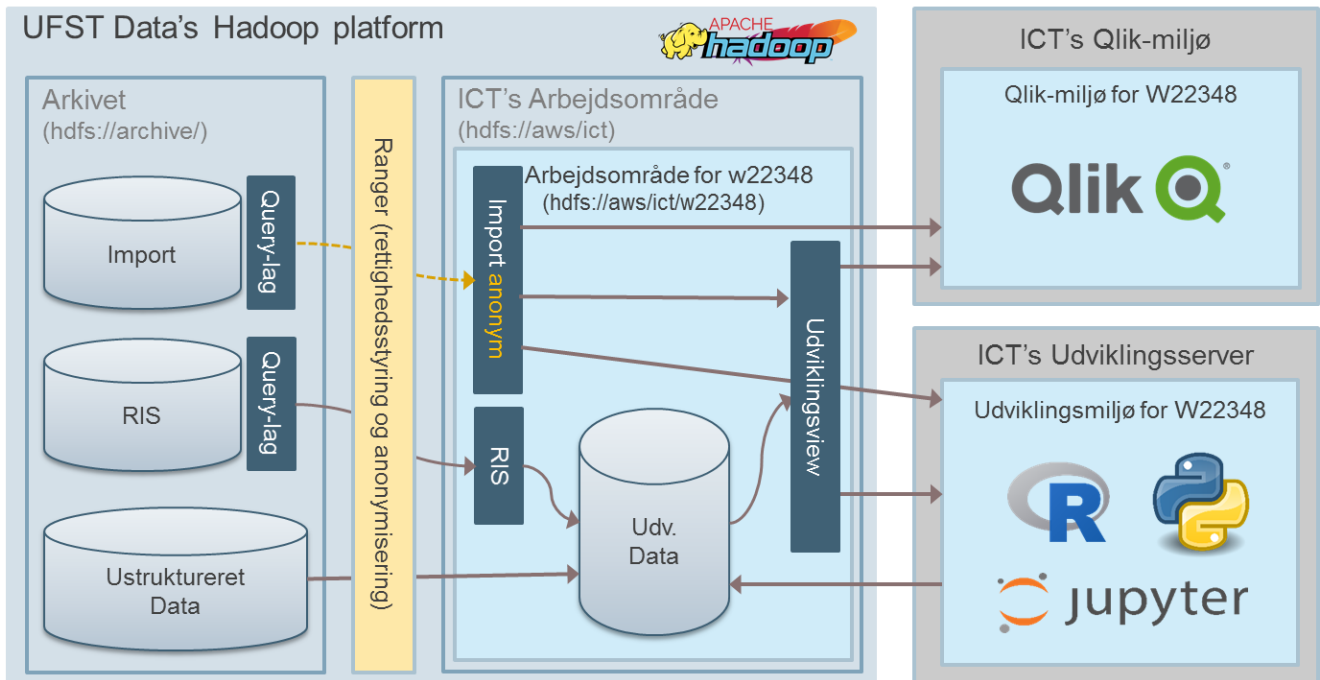 UFST Data's Hadoop platform
APACHE
hadoop
Arkivet
(hdfs://archive/)
Import
Query-lag
RIS
Query-lag
Ustruktureret
Data
Ranger (rettighedsstyring og anonymisering)
ICT's Arbejdsområde
(hdfs://aws/ict)
Arbejdsområde for w22348
(hdfs://aws/ict/w22348)
Import anonym
RIS
Udv.
Data
Udviklingsview
ICT's Qlik-miljø
Qlik-miljø for W22348
Qlik
ICT's Udviklingsserver
Udviklingsmiljø for W22348
R
jupyter